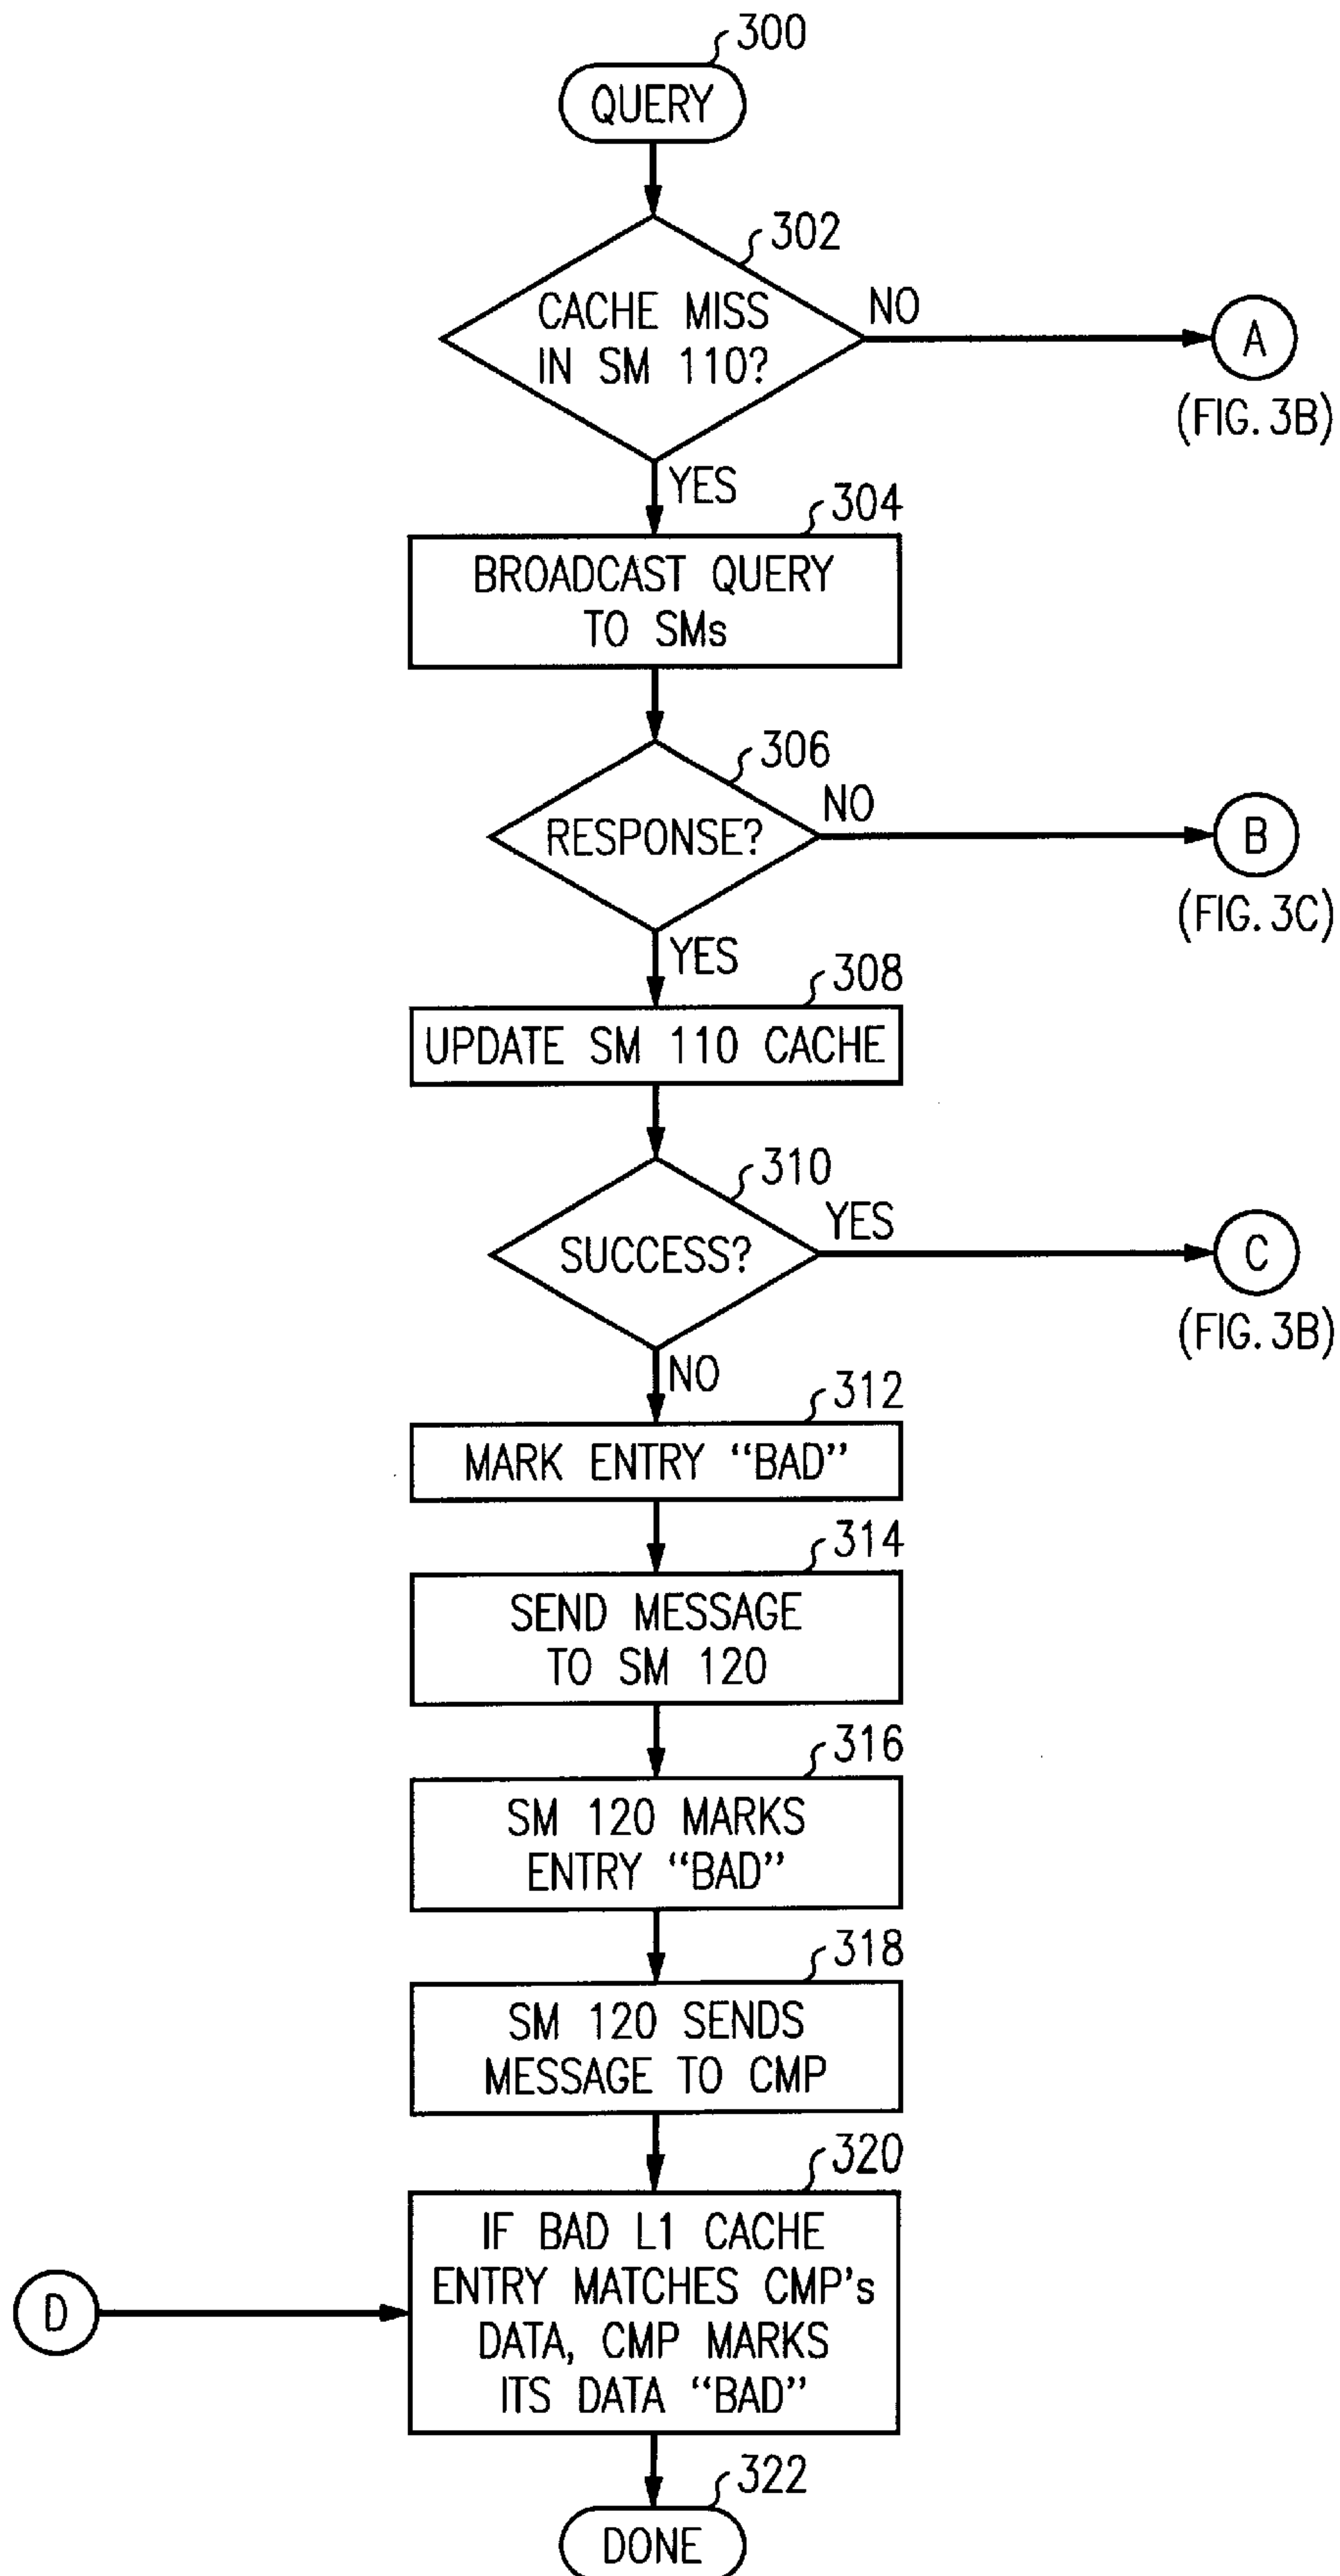 300
QUERY
302
CACHE MISS
IN SM 110?
NO
A
(FIG. 3B)
YES
304
BROADCAST QUERY
TO SMs
306
RESPONSE?
NO
B
(FIG. 3C)
YES
308
UPDATE SM 110 CACHE
310
SUCCESS?
YES
C
(FIG. 3B)
NO
312
MARK ENTRY “BAD”
314
SEND MESSAGE
TO SM 120
316
SM 120 MARKS
ENTRY “BAD”
318
SM 120 SENDS
MESSAGE TO CMP
320
IF BAD L1 CACHE
ENTRY MATCHES CMP's
DATA, CMP MARKS
ITS DATA “BAD”
D
322
DONE